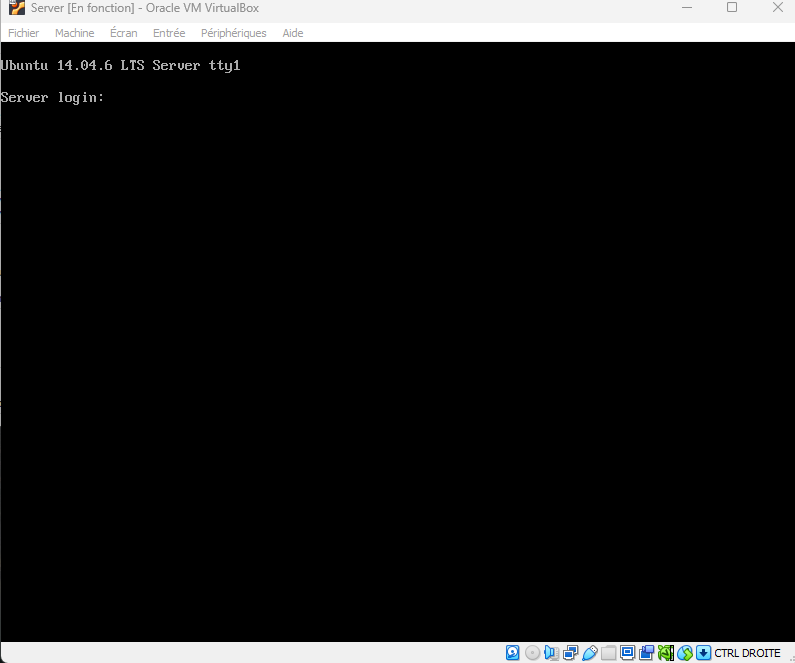 Server [En fonction] - Oracle VM VirtualBox
Fichier Machine Écran Entrée Périphériques Aide
Ubuntu 14.04.6 LTS Server tty1
Server login:
CTRL DROITE